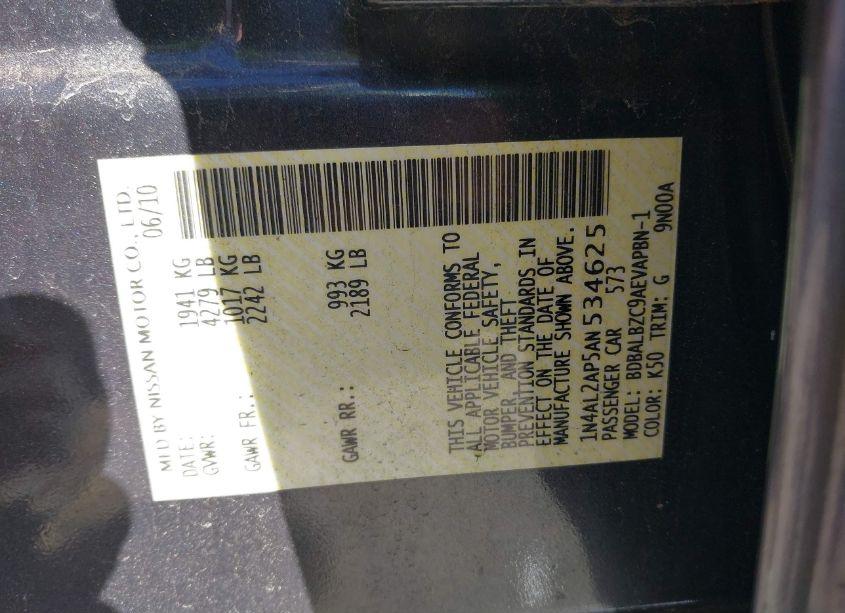 MFD BY NISSAN MOTOR CO., LTD.
DATE: 06/10
GVWR: 1941 KG
4279 LB
GAWR FR.: 1017 KG
2242 LB
GAWR RR.: 993 KG
2189 LB
THIS VEHICLE CONFORMS TO
ALL APPLICABLE FEDERAL
MOTOR VEHICLE SAFETY,
BUMPER, AND THEFT
PREVENTION STANDARDS IN
EFFECT ON THE DATE OF
MANUFACTURE SHOWN ABOVE.
1N4AL2AP5AN534625
PASSENGER CAR 573
MODEL: BDBALBZC9AEVAPBN-1
COLOR: K50 TRIM: G 9N00A